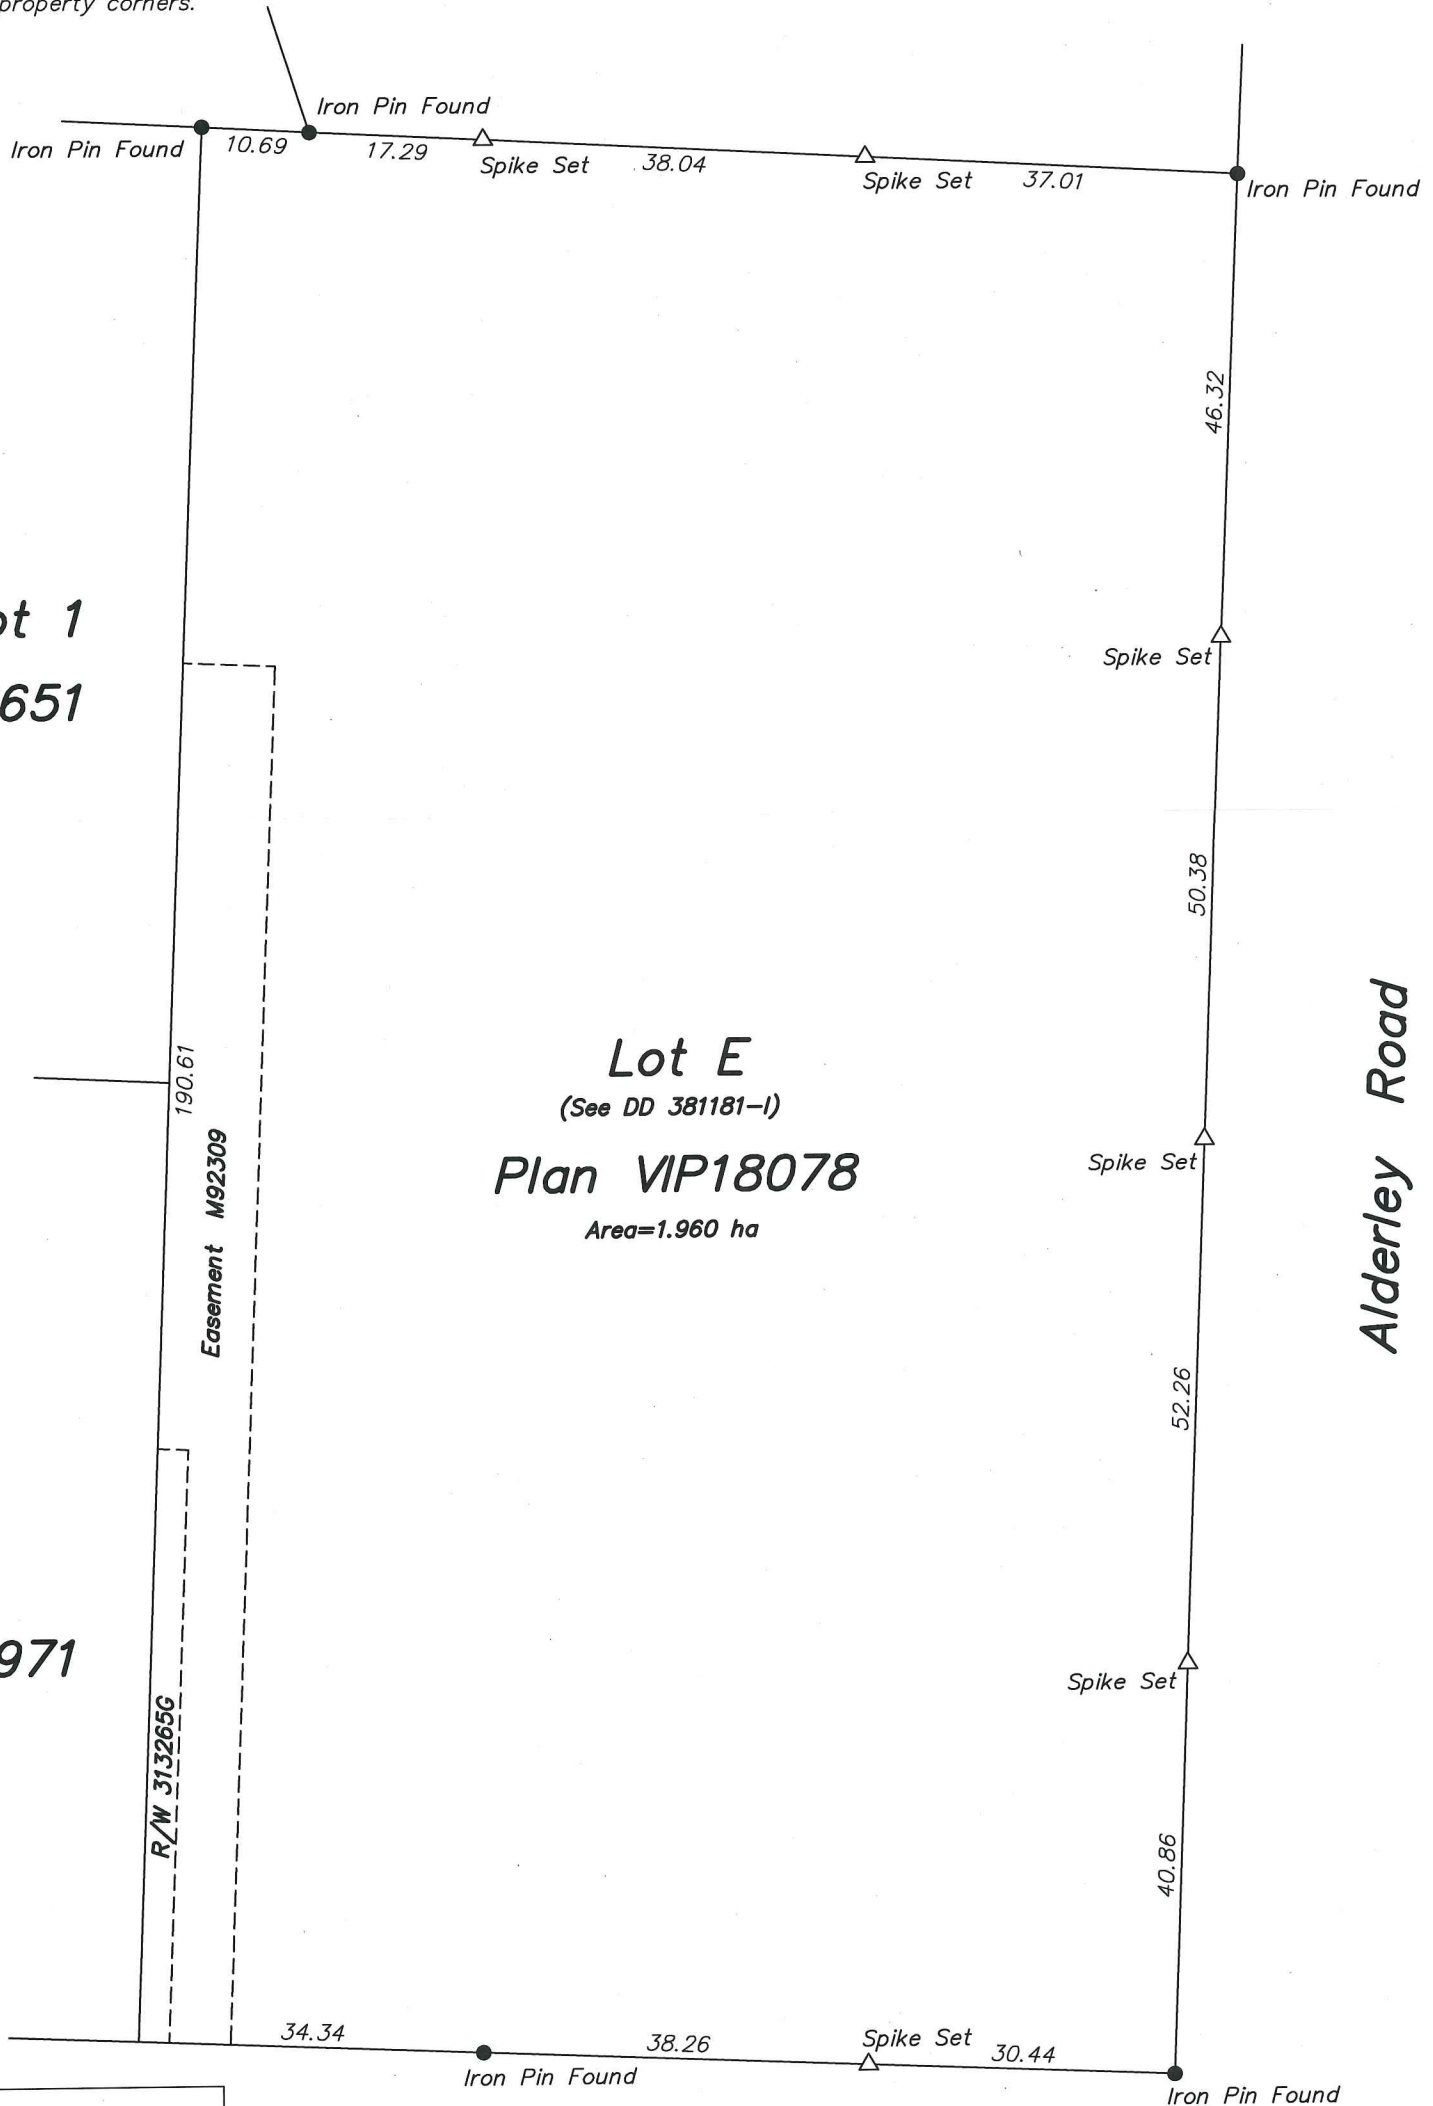 property corners.
Iron Pin Found
Iron Pin Found
10.69
17.29
Spike Set
38.04
Spike Set
37.01
Iron Pin Found
46.32
ot 1
651
Spike Set
50.38
190.61
Easement M92309
Lot E
(See DD 381181-I)
Plan VIP18078
Area=1.960 ha
Alderley Road
Spike Set
52.26
971
R/W 313265G
Spike Set
40.86
34.34
Iron Pin Found
38.26
Spike Set
30.44
Iron Pin Found